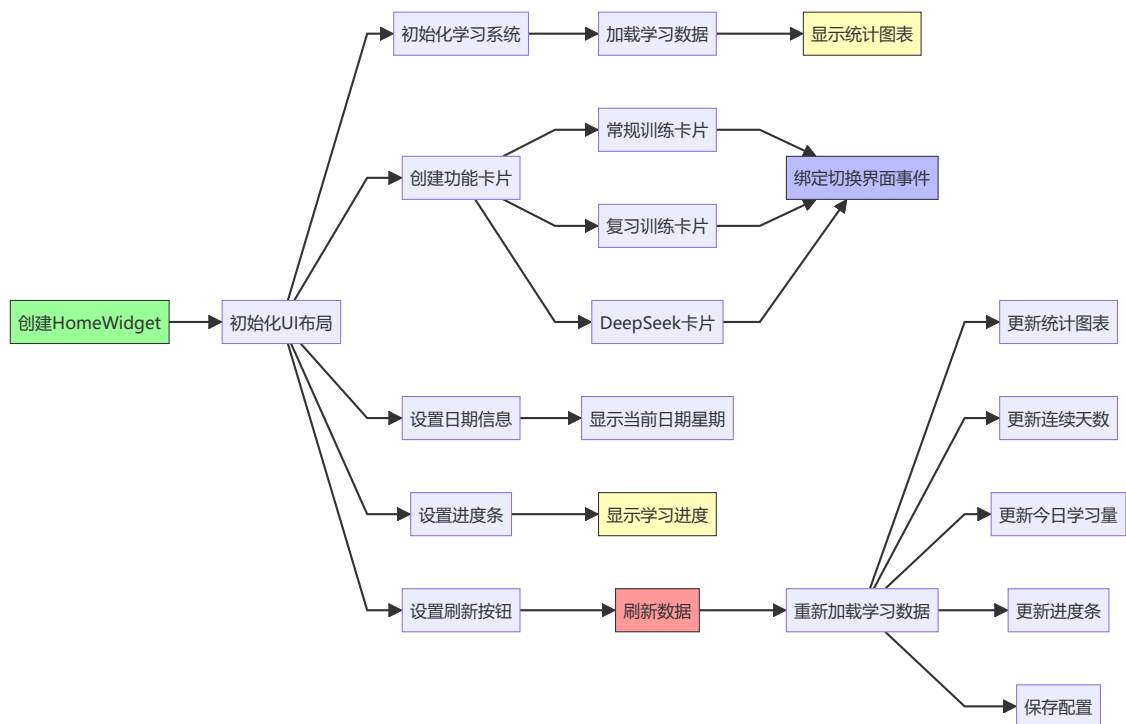 初始化学习系统
加载学习数据
显示统计图表
常规训练卡片
创建功能卡片
绑定切换界面事件
复习训练卡片
创建HomeWidget
初始化UI布局
DeepSeek卡片
更新统计图表
设置日期信息
显示当前日期星期
更新连续天数
设置进度条
显示学习进度
更新今日学习量
设置刷新按钮
刷新数据
重新加载学习数据
更新进度条
保存配置